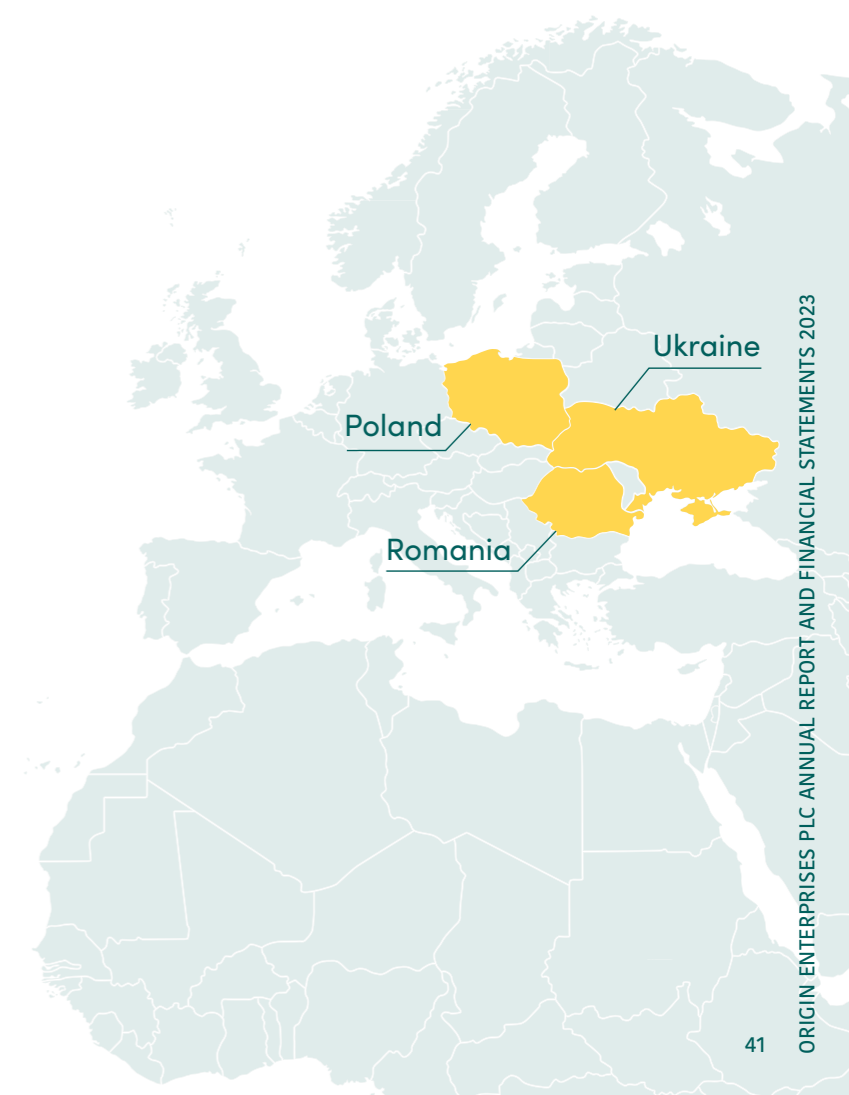 Ukraine
Poland
Romania
ORIGIN ENTERPRISES PLC ANNUAL REPORT AND FINANCIAL STATEMENTS 2023
41